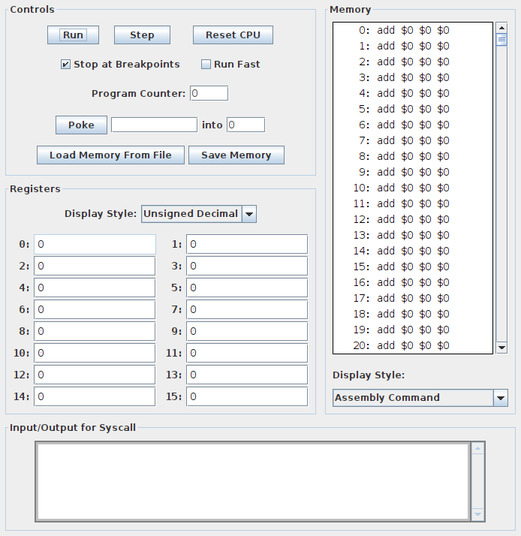 Controls
Run Step Reset CPU
Stop at Breakpoints Run Fast
Program Counter: 0
Poke into 0
Load Memory From File Save Memory
Registers
Display Style: Unsigned Decimal
0: 0 1: 0
2: 0 3: 0
4: 0 5: 0
6: 0 7: 0
8: 0 9: 0
10: 0 11: 0
12: 0 13: 0
14: 0 15: 0
Memory
0: add $0 $0 $0
1: add $0 $0 $0
2: add $0 $0 $0
3: add $0 $0 $0
4: add $0 $0 $0
5: add $0 $0 $0
6: add $0 $0 $0
7: add $0 $0 $0
8: add $0 $0 $0
9: add $0 $0 $0
10: add $0 $0 $0
11: add $0 $0 $0
12: add $0 $0 $0
13: add $0 $0 $0
14: add $0 $0 $0
15: add $0 $0 $0
16: add $0 $0 $0
17: add $0 $0 $0
18: add $0 $0 $0
19: add $0 $0 $0
20: add $0 $0 $0
Display Style:
Assembly Command
Input/Output for Syscall